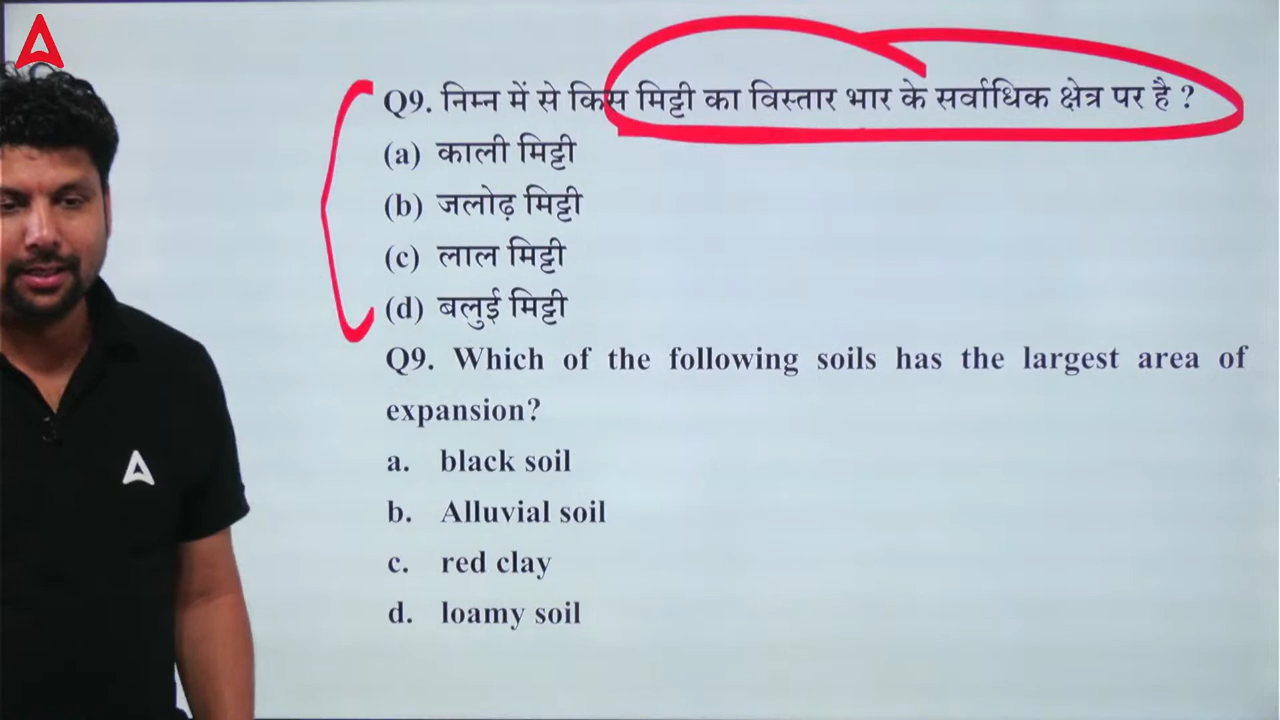 Q9. निम्न में से किस मिट्टी का विस्तार भार के सर्वाधिक क्षेत्र पर है ?
(a) काली मिट्टी
(b) जलोढ़ मिट्टी
(c) लाल मिट्टी
(d) बलुई मिट्टी
Q9. Which of the following soils has the largest area of
expansion?
a. black soil
b. Alluvial soil
c. red clay
d. loamy soil